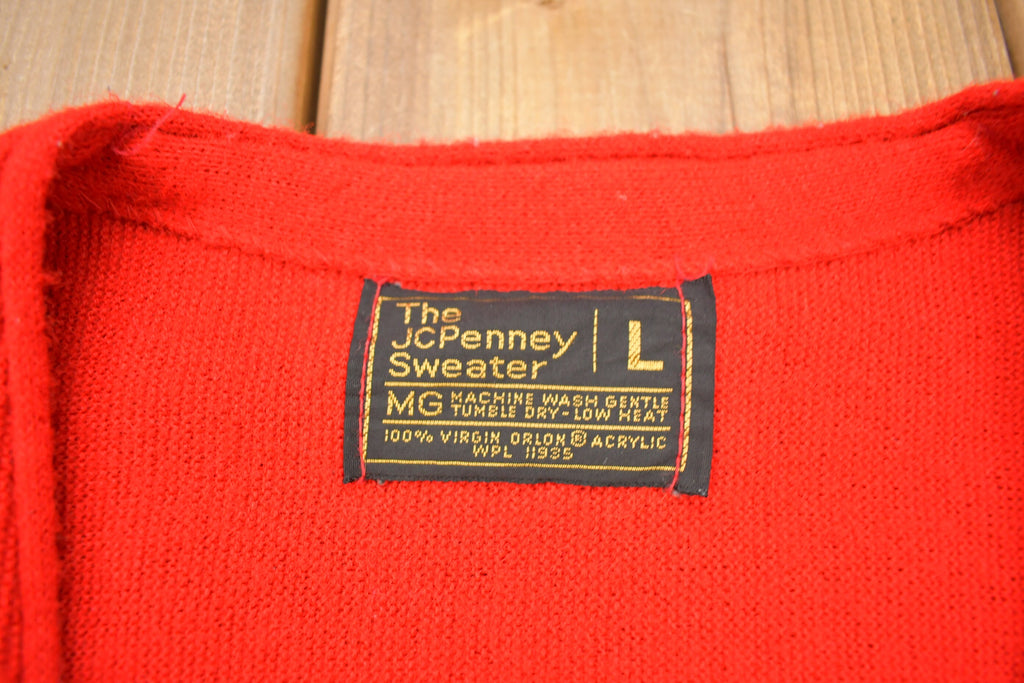 The
JCPenney
Sweater
L
MG MACHINE WASH GENTLE
TUMBLE DRY-LOW HEAT
100% VIRGIN ORLON® ACRYLIC
WPL 11935